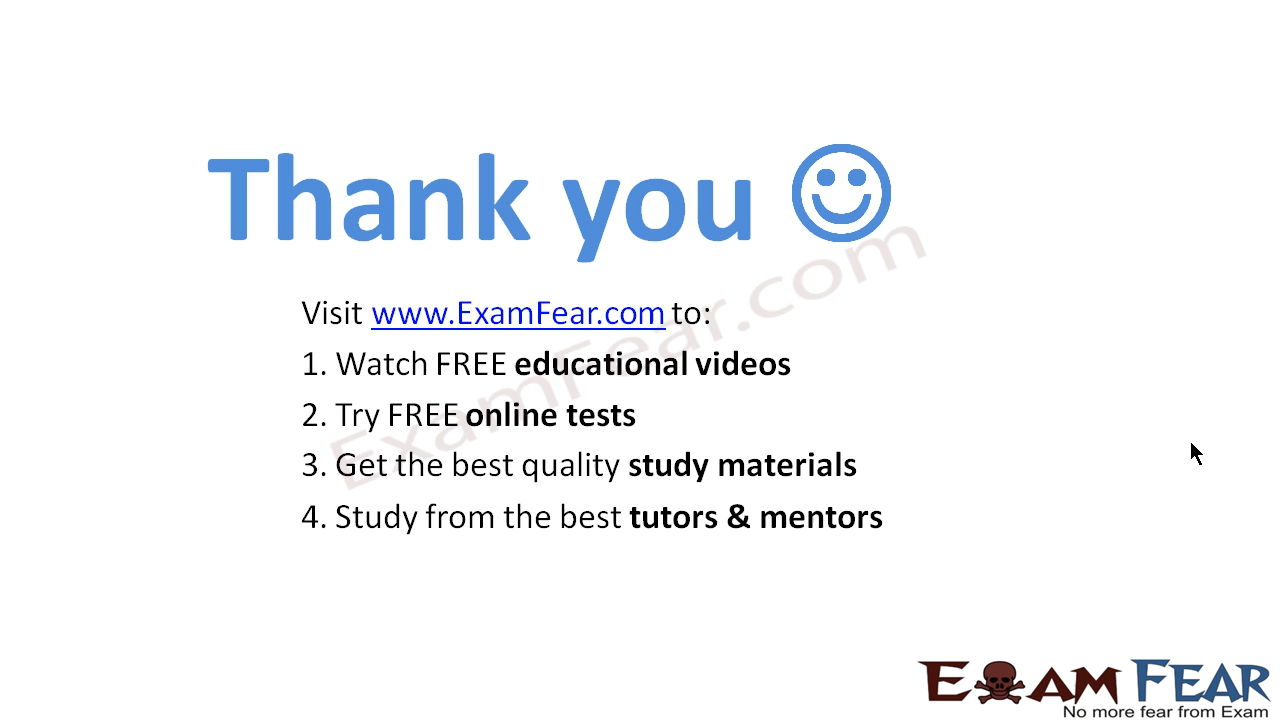 Thank you
Visit www.ExamFear.com to:
1. Watch FREE educational videos
2. Try FREE online tests
3. Get the best quality study materials
4. Study from the best tutors & mentors
ExamFear.com
EXAM FEAR
No more fear from Exam